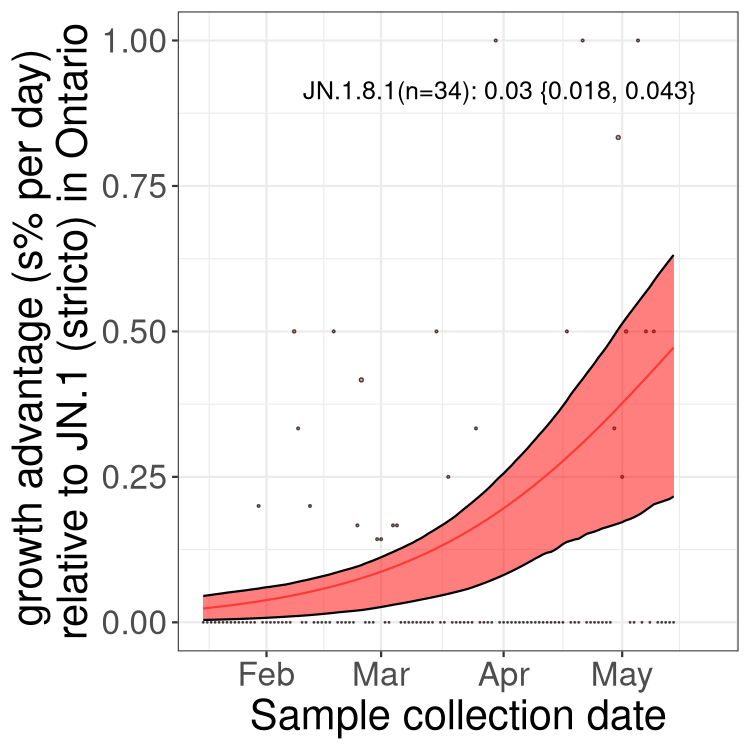 growth advantage (s% per day)
relative to JN.1 (stricto) in Ontario
1.00
0.75
0.50
0.25
0.00
JN.1.8.1(n=34): 0.03 {0.018, 0.043}
Feb Mar Apr May
Sample collection date